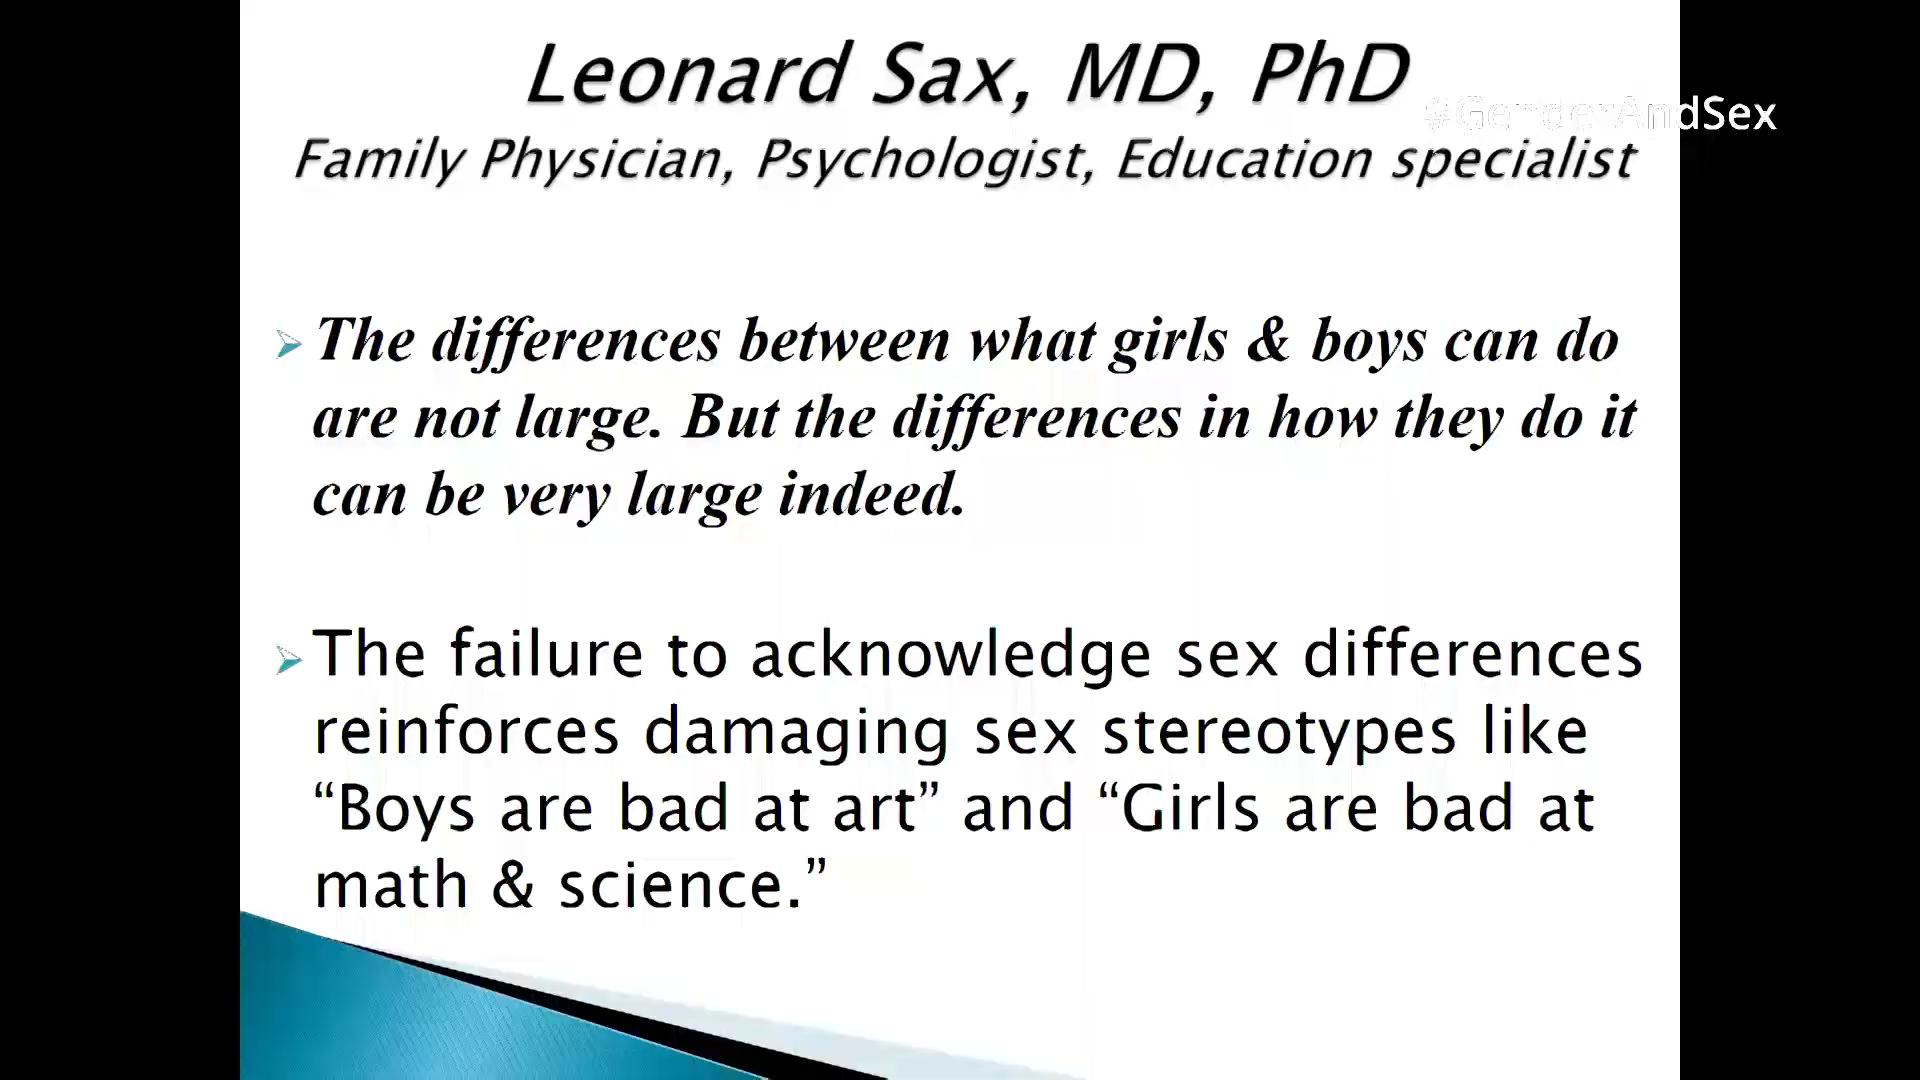 Leonard Sax, MD, PhD
#GenderAndSex
Family Physician, Psychologist, Education specialist
The differences between what girls & boys can do
are not large. But the differences in how they do it
can be very large indeed.
The failure to acknowledge sex differences
reinforces damaging sex stereotypes like
“Boys are bad at art” and “Girls are bad at
math & science.”